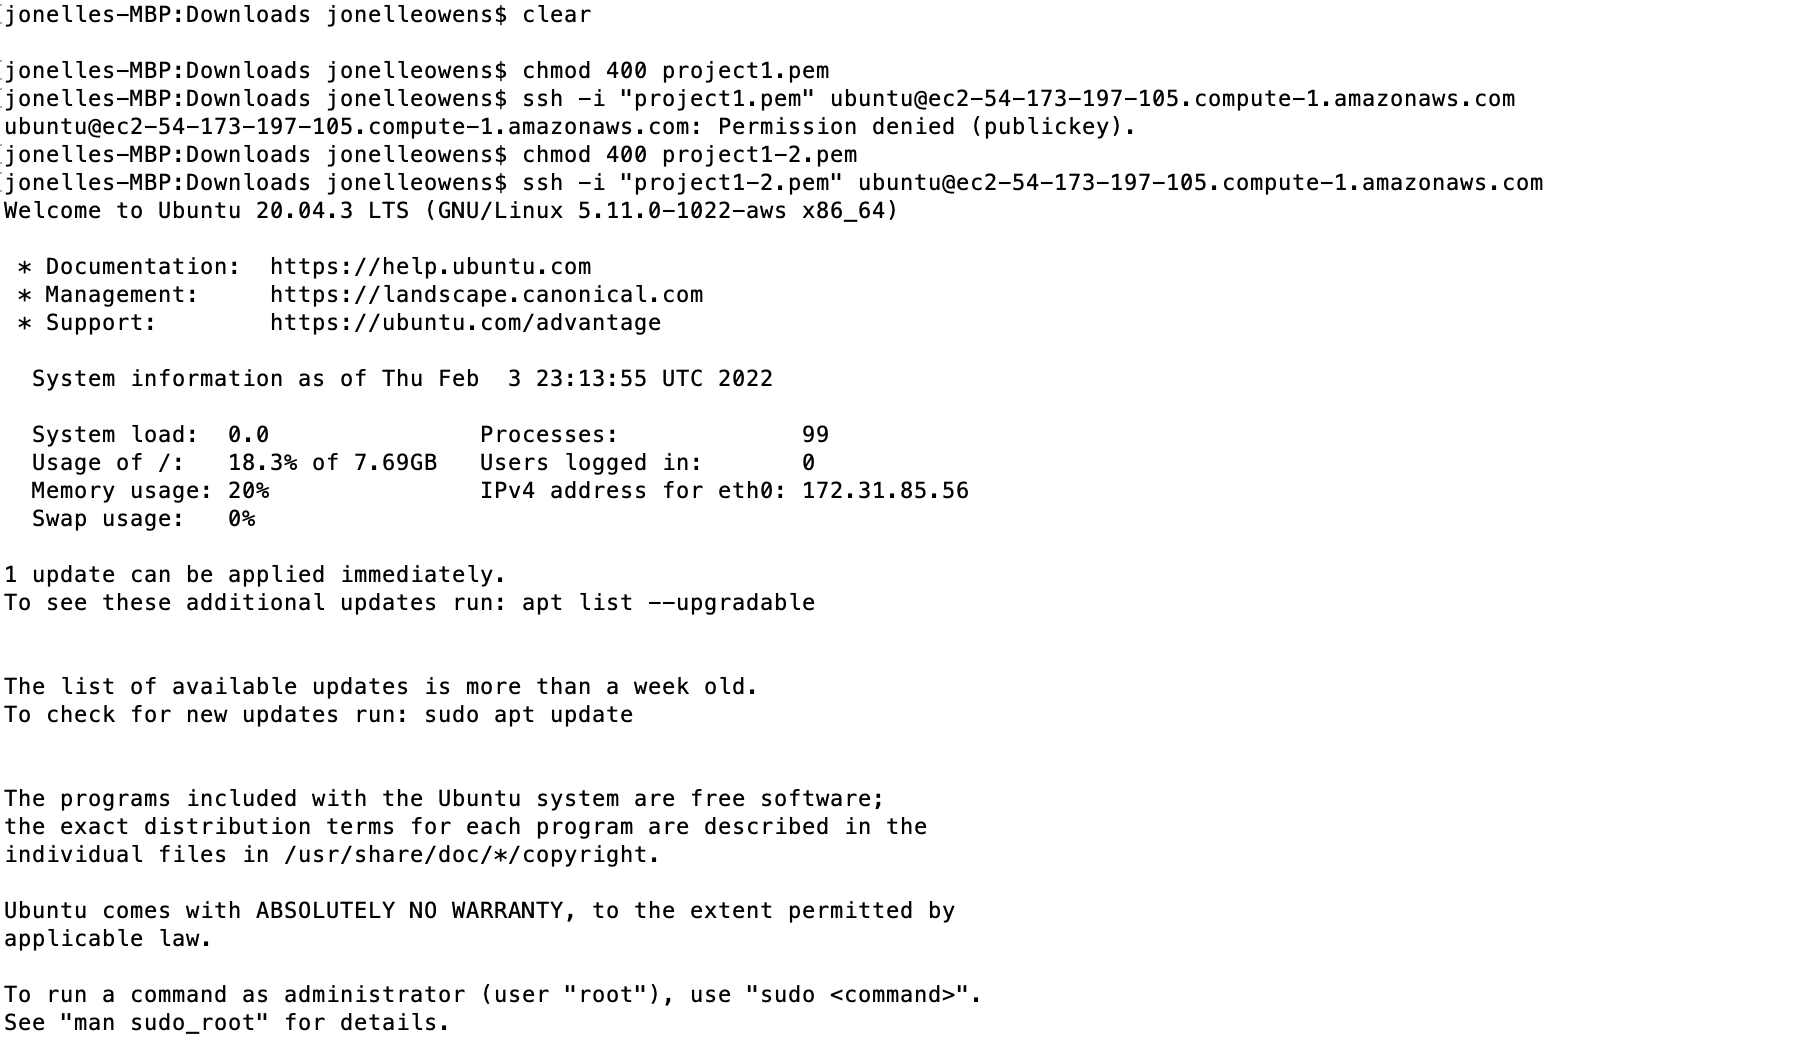 jonelles-MBP:Downloads jonelleowens$ clear
jonelles-MBP:Downloads jonelleowens$ chmod 400 project1.pem
jonelles-MBP:Downloads jonelleowens$ ssh -i "project1.pem" ubuntu@ec2-54-173-197-105.compute-1.amazonaws.com
ubuntu@ec2-54-173-197-105.compute-1.amazonaws.com: Permission denied (publickey).
jonelles-MBP:Downloads jonelleowens$ chmod 400 project1-2.pem
jonelles-MBP:Downloads jonelleowens$ ssh -i "project1-2.pem" ubuntu@ec2-54-173-197-105.compute-1.amazonaws.com
Welcome to Ubuntu 20.04.3 LTS (GNU/Linux 5.11.0-1022-aws x86_64)
* Documentation:  https://help.ubuntu.com
* Management:     https://landscape.canonical.com
* Support:        https://ubuntu.com/advantage
System information as of Thu Feb  3 23:13:55 UTC 2022
System load:  0.0               Processes:             99
Usage of /:   18.3% of 7.69GB   Users logged in:       0
Memory usage: 20%               IPv4 address for eth0: 172.31.85.56
Swap usage:   0%
1 update can be applied immediately.
To see these additional updates run: apt list --upgradable
The list of available updates is more than a week old.
To check for new updates run: sudo apt update
The programs included with the Ubuntu system are free software;
the exact distribution terms for each program are described in the
individual files in /usr/share/doc/*/copyright.
Ubuntu comes with ABSOLUTELY NO WARRANTY, to the extent permitted by
applicable law.
To run a command as administrator (user "root"), use "sudo <command>".
See "man sudo_root" for details.